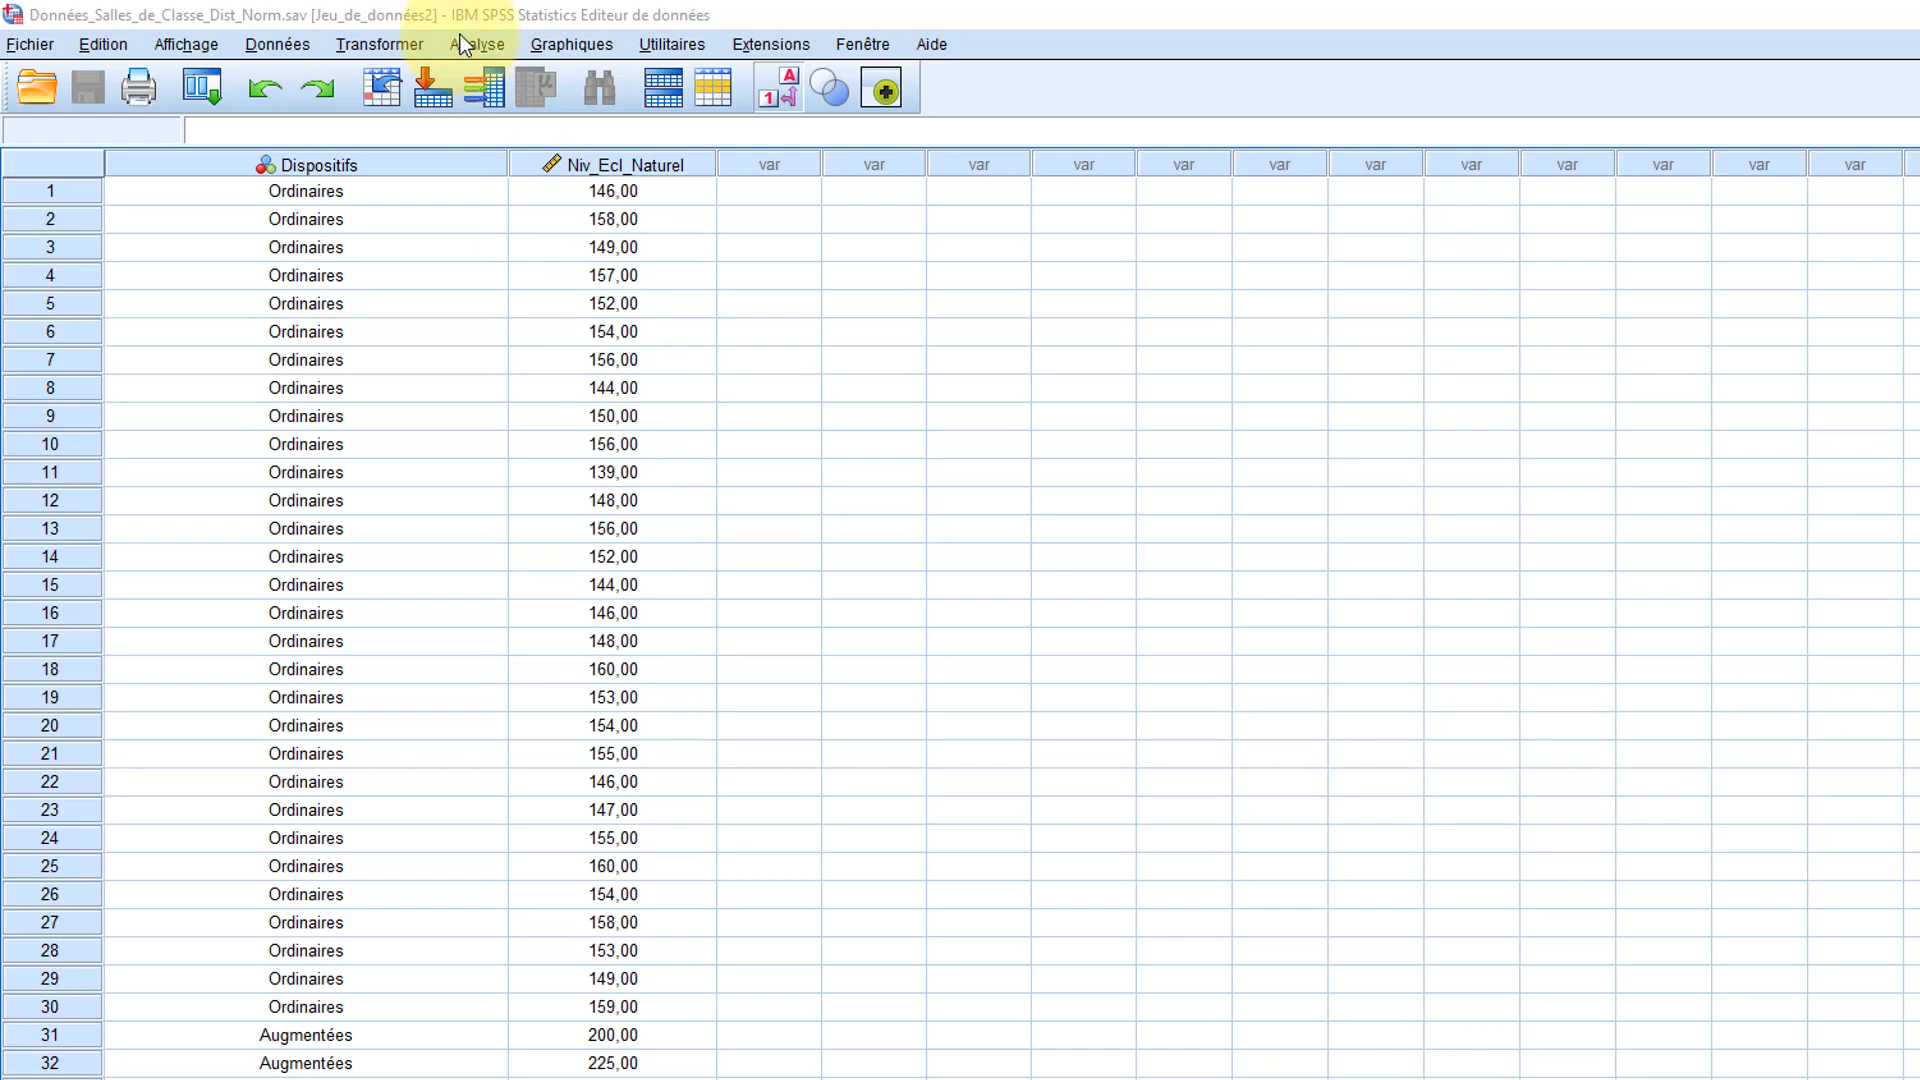 Données_Salles_de_Classe_Dist_Norm.sav [Jeu_de_données2] - IBM SPSS Statistics Editeur de données
Fichier Edition Affichage Données Transformer Analyse Graphiques Utilitaires Extensions Fenêtre Aide
A
1
Dispositifs Niv_Ecl_Naturel var var var var var var var var var var var
1 Ordinaires 146,00
2 Ordinaires 158,00
3 Ordinaires 149,00
4 Ordinaires 157,00
5 Ordinaires 152,00
6 Ordinaires 154,00
7 Ordinaires 156,00
8 Ordinaires 144,00
9 Ordinaires 150,00
10 Ordinaires 156,00
11 Ordinaires 139,00
12 Ordinaires 148,00
13 Ordinaires 156,00
14 Ordinaires 152,00
15 Ordinaires 144,00
16 Ordinaires 146,00
17 Ordinaires 148,00
18 Ordinaires 160,00
19 Ordinaires 153,00
20 Ordinaires 154,00
21 Ordinaires 155,00
22 Ordinaires 146,00
23 Ordinaires 147,00
24 Ordinaires 155,00
25 Ordinaires 160,00
26 Ordinaires 154,00
27 Ordinaires 158,00
28 Ordinaires 153,00
29 Ordinaires 149,00
30 Ordinaires 159,00
31 Augmentées 200,00
32 Augmentées 225,00